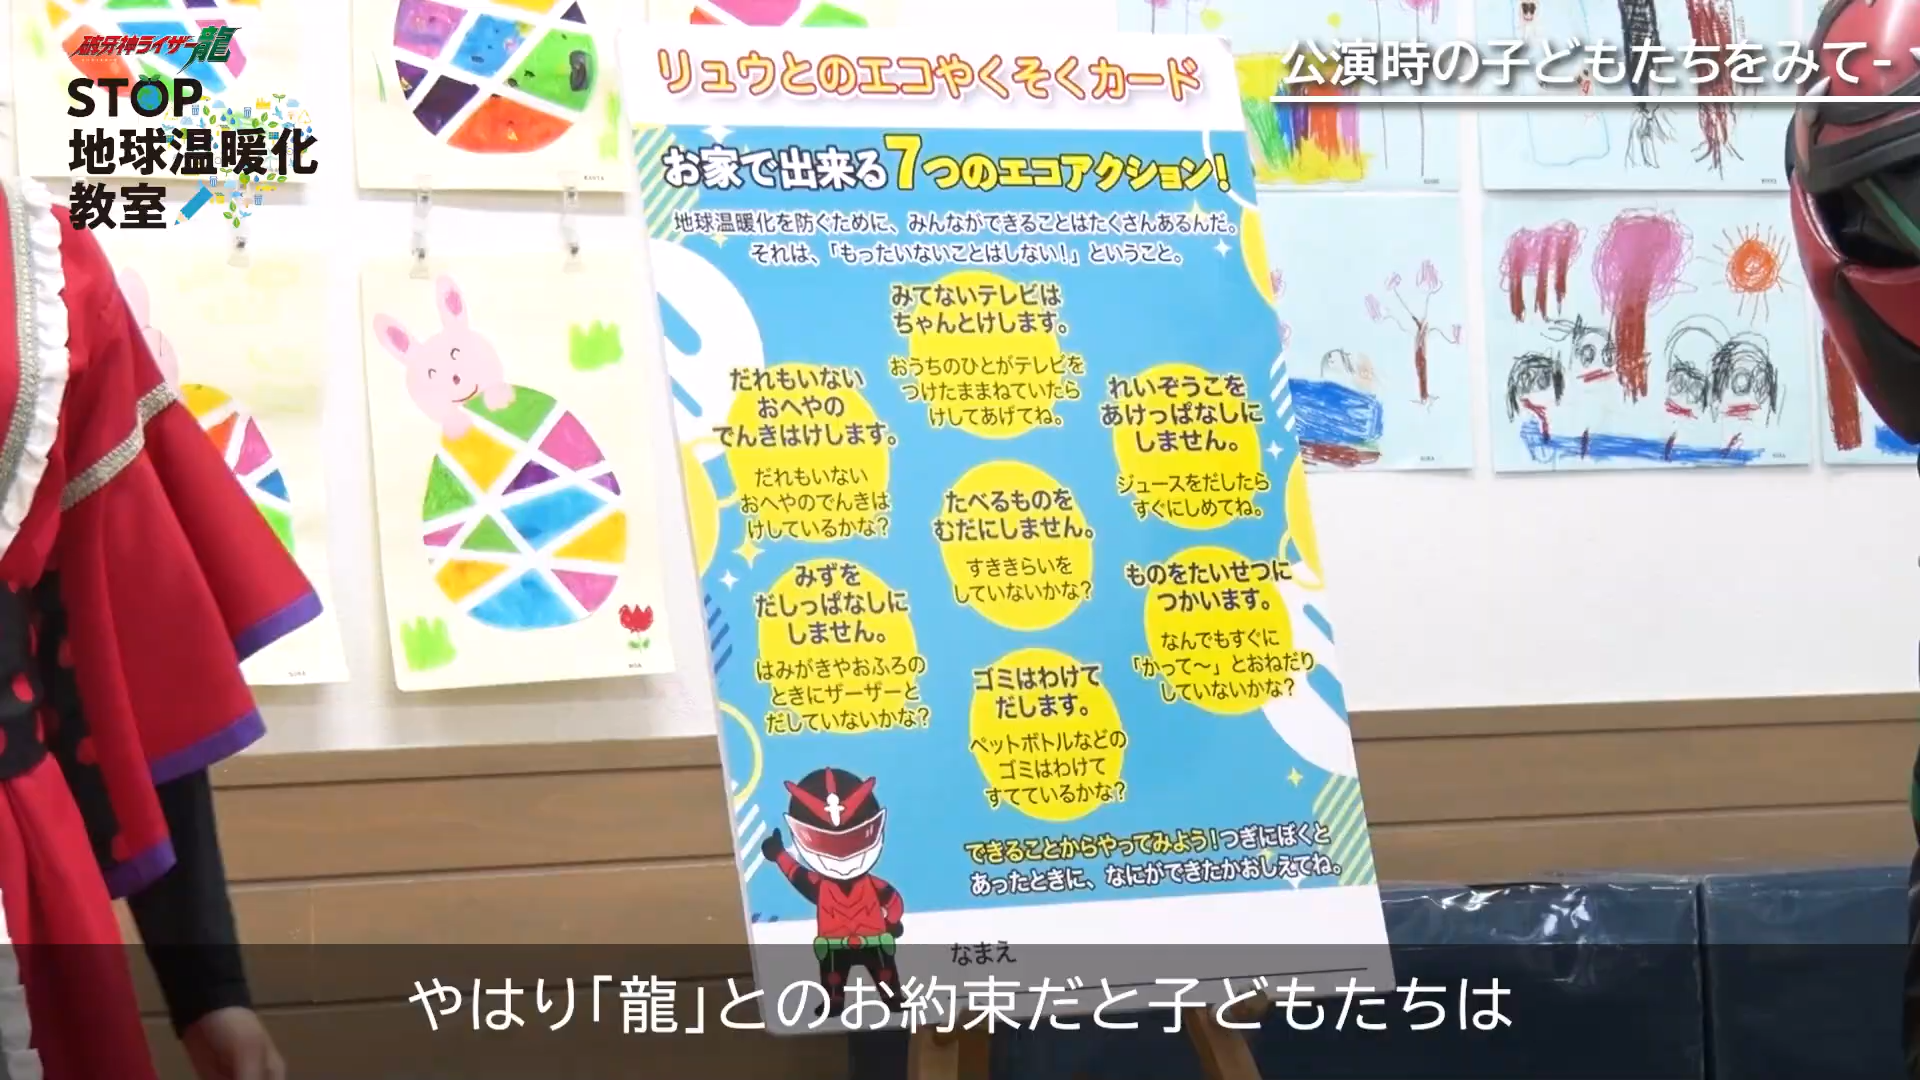 破牙神ライザー龍
STOP
地球温暖化
教室
公演時の子どもたちをみて-
リュウとのエコやくそくカード
お家で出来る7つのエコアクション!
地球温暖化を防ぐために、みんなができることはたくさんあるんだ。
それは、「もったいないことはしない!」ということ。
みてないテレビは
ちゃんとけします。
おうちのひとがテレビを
つけたままねていたら
けしてあげてね。
だれもいない
おへやの
でんきはけします。
だれもいない
おへやのでんきは
けしているかな?
れいぞうこを
あけっぱなしに
しません。
ジュースをだしたら
すぐにしめてね。
たべるものを
むだにしません。
すききらいを
していないかな?
みずを
だしっぱなしに
しません。
はみがきやおふろの
ときにザーザーと
だしていないかな?
ものをたいせつに
つかいます。
なんでもすぐに
「かって〜」とおねだり
していないかな?
ゴミはわけて
だします。
ペットボトルなどの
ゴミはわけて
すてているかな?
できることからやってみよう!つぎにぼくと
あったときに、なにができたかおしえてね。
なまえ
やはり「龍」とのお約束だと子どもたちは